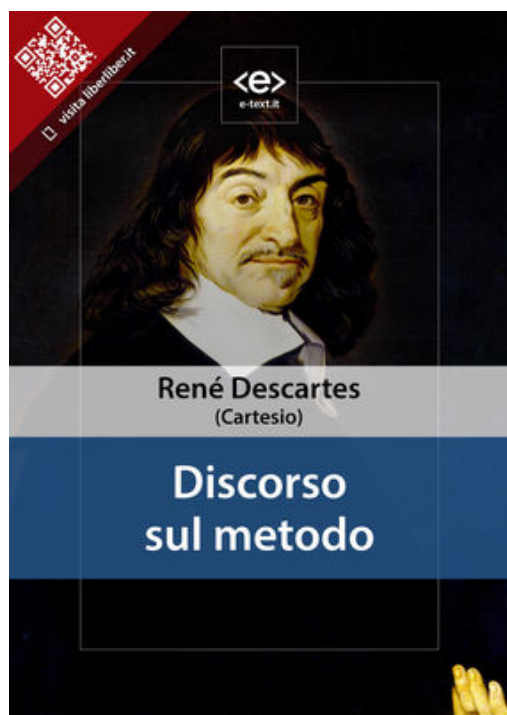 visita liberliber.it
<e>
e-text.it
René Descartes
(Cartesio)
Discorso
sul metodo